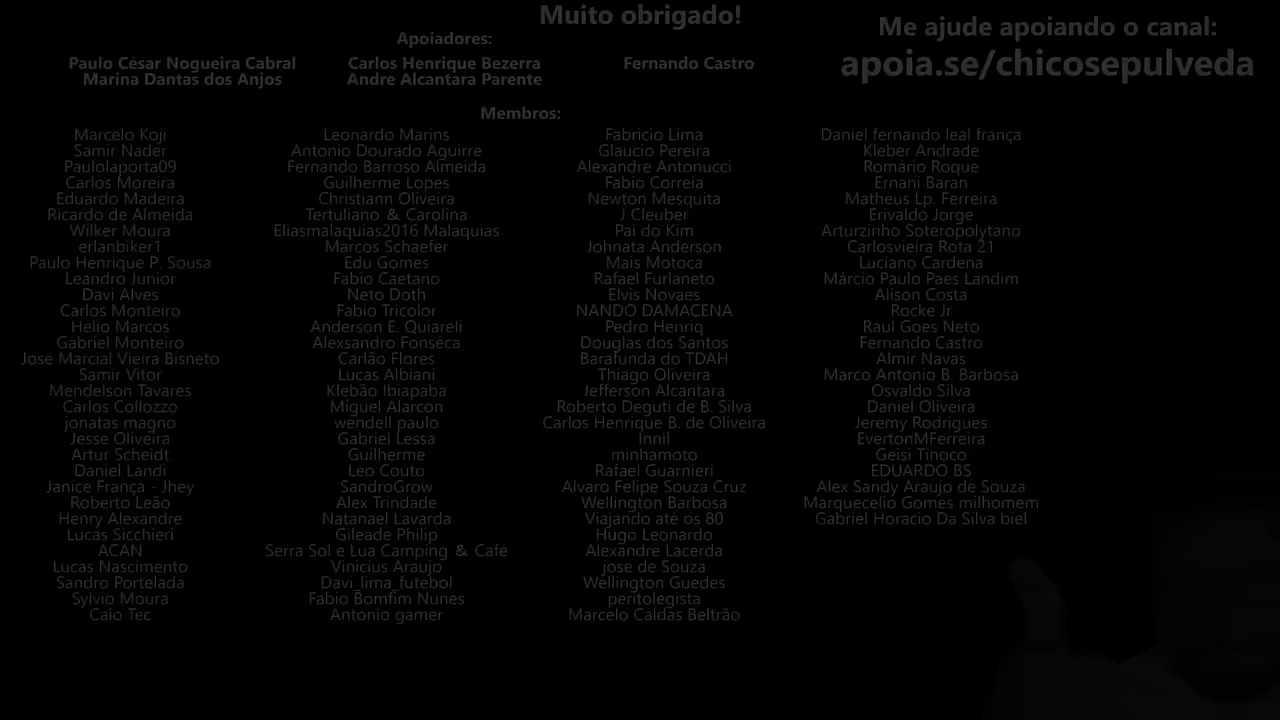 Muito obrigado!
Me ajude apoiando o canal:
apoia.se/chicosepulveda
Apoiadores:
Paulo César Nogueira Cabral
Marina Dantas dos Anjos
Carlos Henrique Bezerra
Andre Alcantara Parente
Fernando Castro
Membros:
Marcelo Koji
Samir Nader
Paulolaporta09
Carlos Moreira
Eduardo Madeira
Ricardo de Almeida
Wilker Moura
erlanbiker1
Paulo Henrique P. Sousa
Leandro Junior
Davi Alves
Carlos Monteiro
Hélio Marcos
Gabriel Monteiro
José Marcial Vieira Bisneto
Samir Vitor
Mendelson Tavares
Carlos Collozzo
jonatas magno
Jesse Oliveira
Artur Scheidt
Daniel Landi
Janice França - Jhey
Roberto Leão
Henry Alexandre
Lucas Sicchieri
ACAN
Lucas Nascimento
Sandro Portelada
Sylvio Moura
Caio Tec
Leonardo Marins
Antonio Dourado Aguirre
Fernando Barroso Almeida
Guilherme Lopes
Christiann Oliveira
Tertuliano & Carolina
Eliasmalaquias2016 Malaquias
Marcos Schaefer
Edu Gomes
Fabio Caetano
Neto Doth
Fabio Tricolor
Anderson E. Quiareli
Alexsandro Fonsêca
Carlão Flores
Lucas Albiani
Klebão Ibiapaba
Miguel Alarcon
wendell paulo
Gabriel Lessa
Guilherme
Leo Couto
SandroGrow
Alex Trindade
Natanael Lavarda
Gileade Philip
Serra Sol e Lua Camping & Café
Vinicius Araujo
Davi_lima_futebol
Fabio Bomfim Nunes
Antonio gamer
Fabricio Lima
Glaucio Pereira
Alexandre Antonucci
Fabio Correia
Newton Mesquita
J Cleuber
Pai do Kim
Johnata Anderson
Mais Motoca
Rafael Furlaneto
Elvis Novaes
NANDO DAMACENA
Pedro Henriq
Douglas dos Santos
Barafunda do TDAH
Thiago Oliveira
Jefferson Alcantara
Roberto Deguti de B. Silva
Carlos Henrique B. de Oliveira
Innil
minhamoto
Rafael Guarnieri
Alvaro Felipe Souza Cruz
Wellington Barbosa
Viajando até os 80
Hugo Leonardo
Alexandre Lacerda
jose de Souza
Wellington Guedes
peritolegista
Marcelo Caldas Beltrão
Daniel fernando leal frança
Kleber Andrade
Romário Roque
Ernani Baran
Matheus Lp. Ferreira
Erivaldo Jorge
Arturzinho Soteropolytano
Carlosvieira Rota 21
Luciano Cardena
Márcio Paulo Paes Landim
Alison Costa
Rocke Jr
Raul Goes Neto
Fernando Castro
Almir Navas
Marco Antonio B. Barbosa
Osvaldo Silva
Daniel Oliveira
Jeremy Rodrigues
EvertonMFerreira
Geisi Tinoco
EDUARDO BS
Alex Sandy Araujo de Souza
Marquecelio Gomes milhomem
Gabriel Horacio Da Silva biel